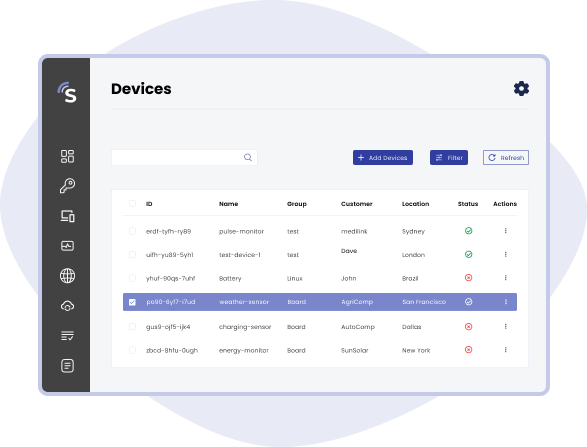 S
Devices
Add Devices Filter Refresh
ID Name Group Customer Location Status Actions
erdf-tyfh-ry89 pulse-monitor test medilink Sydney
uifh-yu89-5yh1 test-device-1 test Dave London
yhuf-90qs-7uhf Battery Linux John Brazil
po90-6yf7-i7ud weather-sensor Board AgriComp San Francisco
gus9-ojf5-ijk4 charging-sensor Board AutoComp Dallas
zbcd-8hfu-0ugh energy-monitor Board SunSolar New York